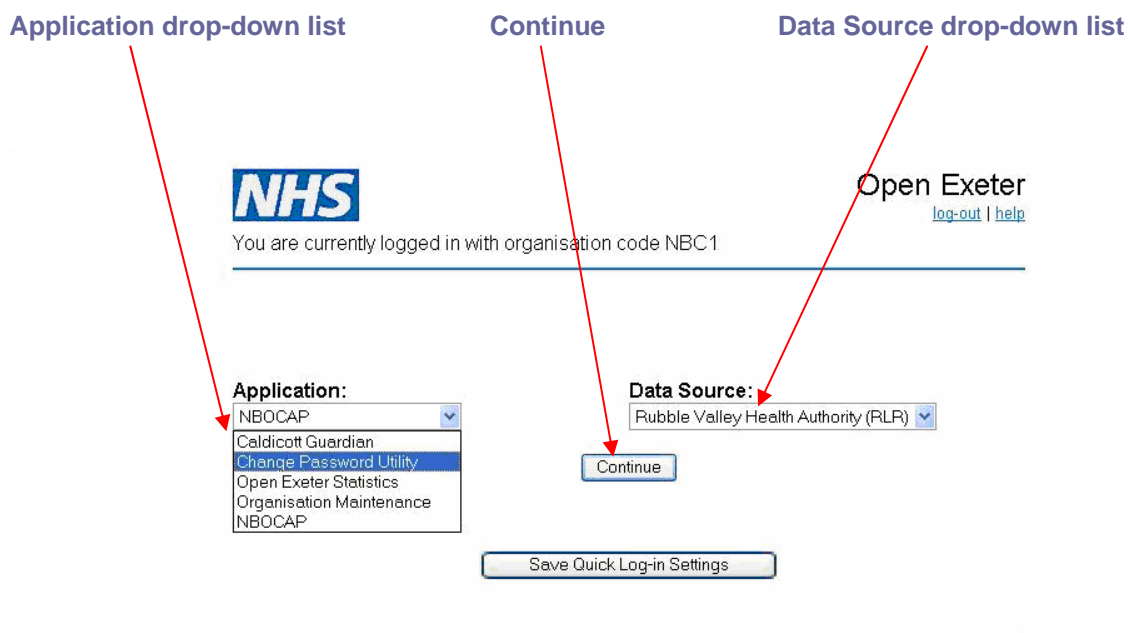 Application drop-down list Continue Data Source drop-down list
NHS Open Exeter
log-out | help
You are currently logged in with organisation code NBC1
Application: Data Source:
NBOCAP Rubble Valley Health Authority (RLR)
Caldicott Guardian
Change Password Utility
Continue
Open Exeter Statistics
Organisation Maintenance
NBOCAP
Save Quick Log-in Settings